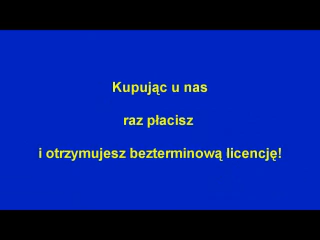 Kupując u nas
raz płacisz
i otrzymujesz bezterminową licencję!